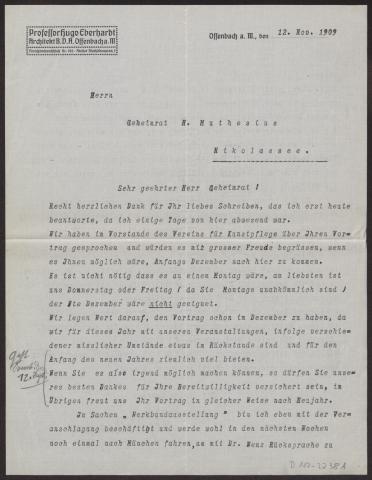 Professor Hugo Eberhardt
Architekt B.D.A. Offenbach a. M.
Offenbach a. M., den 12. Nov. 1909
Herrn
Geheimrat H. Muthesius
Nikolassee.
Sehr geehrter Herr Geheimrat !
Recht herzlichen Dank für Ihr liebes Schreiben, das ich erst heute
beantworte, da ich einige Tage von hier abwesend war.
Wir haben im Vorstande des Vereins für Kunstpflege über Ihren Vor-
trag gesprochen und würden es mit grosser Freude begrüssen, wenn
es Ihnen möglich wäre, Anfangs Dezember nach hier zu kommen.
Es ist nicht nötig dass es an einem Montag wäre, am liebsten ist
uns Donnerstag oder Freitag ( da Sie Montags unabkömmlich sind )
der Dezember wäre nicht geeignet.
Wir legen Wert darauf, den Vortrag schon im Dezember zu haben, da
wir für dieses Jahr mit unseren Veranstaltungen, infolge verschie-
dener misslicher Umstände etwas im Rückstande sind und für den
Anfang des neuen Jahres ziemlich viel bieten.
Wenn Sie es also irgend möglich machen können, so dürfen Sie unse-
res besten Dankes für Ihre Bereitwilligkeit versichert sein, im
Übrigen freut uns Ihr Vortrag in gleicher Weise nach Neujahr.
In Sachen „ Werkbundausstellung " bin ich eben mit der Ver-
anschlagung beschäftigt und werde wohl in den nächsten Wochen
noch einmal nach München fahren, um mit Dr. Rücksprache zu